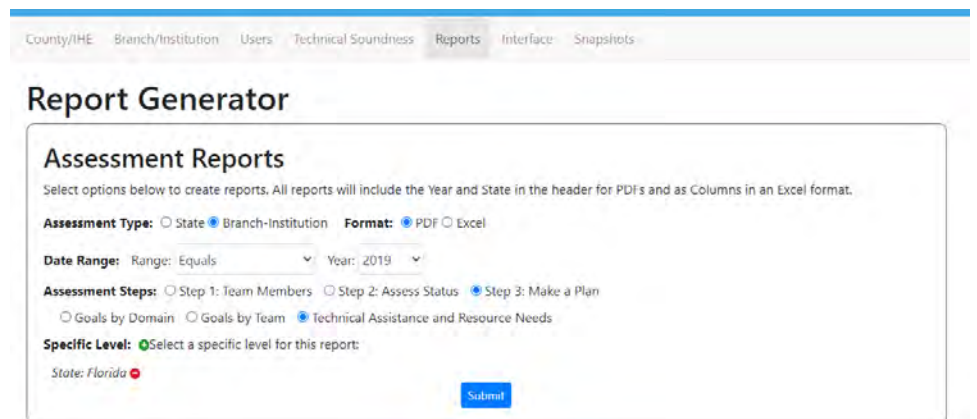 County/IHE Branch/Institution Users Technical Soundness Reports Interface Snapshots
Report Generator
Assessment Reports
Select options below to create reports. All reports will include the Year and State in the header for PDFs and as Columns in an Excel format.
Assessment Type: State Branch-Institution Format: PDF Excel
Date Range: Range: Equals Year: 2019
Assessment Steps: Step 1: Team Members Step 2: Assess Status Step 3: Make a Plan
Goals by Domain Goals by Team Technical Assistance and Resource Needs
Specific Level: Select a specific level for this report:
State: Florida
Submit